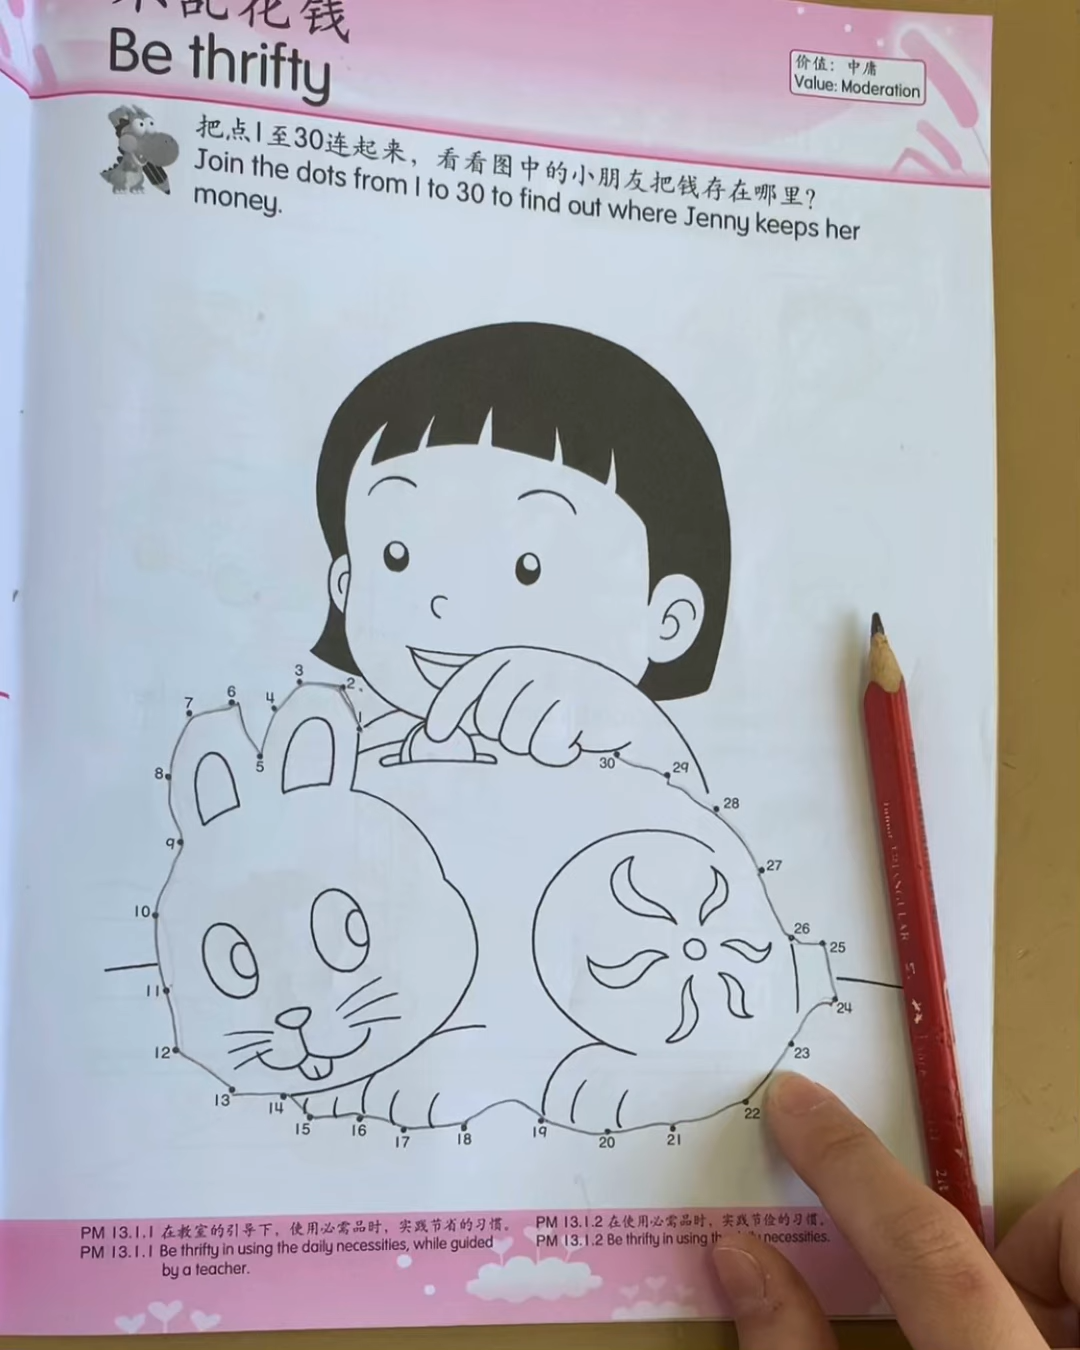 不乱花钱
Be thrifty
价值：中庸
Value: Moderation
把点1至30连起来，看看图中的小朋友把钱存在哪里？
Join the dots from 1 to 30 to find out where Jenny keeps her
money.
3
2
7
6
4
1
5
30
29
8
28
9
27
10
26
25
11
24
12
23
13
14
22
15
16
17
18
19
20
21
PM 13.1.1 在教室的引导下，使用必需品时，实践节省的习惯。
PM 13.1.1 Be thrifty in using the daily necessities, while guided
by a teacher.
PM 13.1.2 在使用必需品时，实践节俭的习惯。
PM 13.1.2 Be thrifty in using necessities.